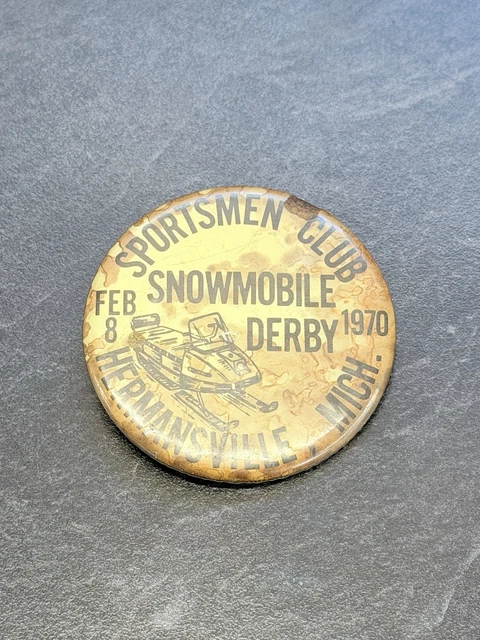 SPORTSMEN CLUB
SNOWMOBILE
FEB
8
DERBY
1970
HERMANSVILLE, MICH.